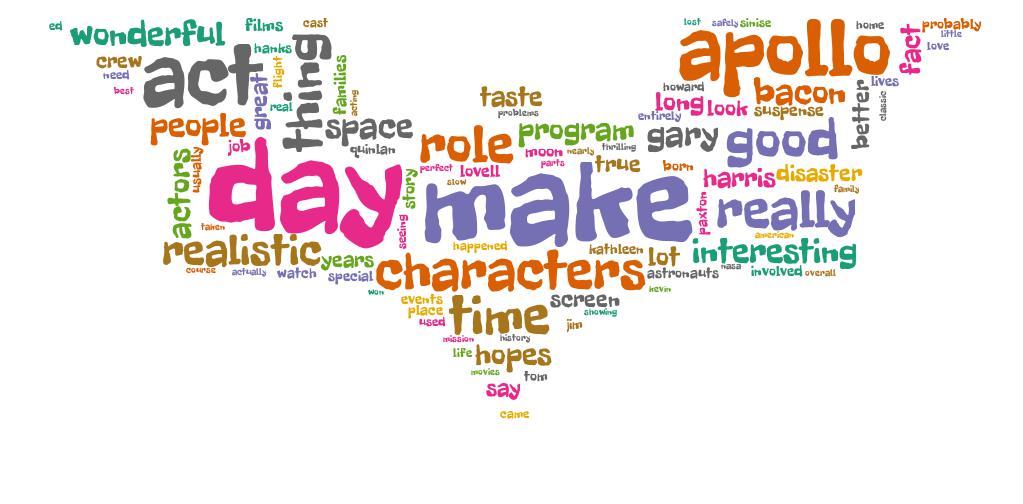 ed
wonderful
films
cast
lost
safely
sinise
home
probably
little
love
fact
crew
need
best
act
hanks
great
flight
thing
families
acting
real
apollo
bacon
lives
howard
better
classic
taste
problems
long
look
suspense
entirely
people
job
space
quinlan
role
program
thrilling
gary
good
moon
nearly
parts
true
born
perfect
lovell
slow
actors
usually
day
story
seeing
make
harris
disaster
family
paxton
really
american
taken
realistic
years
happened
kathleen
lot
interesting
course
actually
watch
special
characters
astronauts
nasa
involved
overall
won
kevin
events
place
used
time
screen
showing
jim
mission
history
life
hopes
movies
tom
say
came